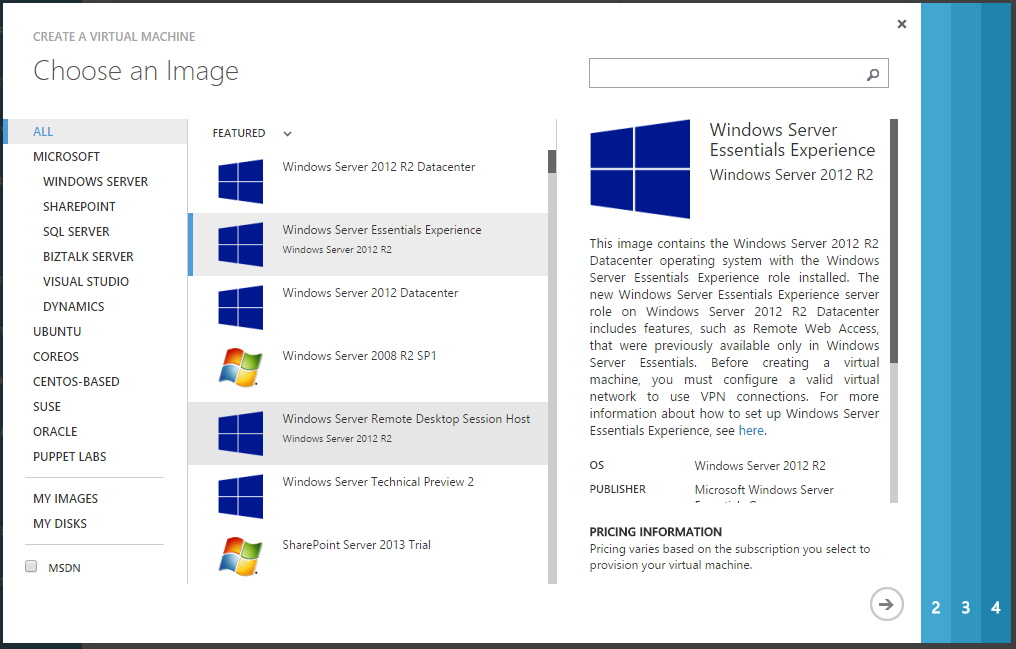 CREATE A VIRTUAL MACHINE
Choose an Image
ALL
MICROSOFT
WINDOWS SERVER
SHAREPOINT
SQL SERVER
BIZTALK SERVER
VISUAL STUDIO
DYNAMICS
UBUNTU
COREOS
CENTOS-BASED
SUSE
ORACLE
PUPPET LABS
MY IMAGES
MY DISKS
MSDN
FEATURED
Windows Server 2012 R2 Datacenter
Windows Server Essentials Experience
Windows Server 2012 R2
Windows Server 2012 Datacenter
Windows Server 2008 R2 SP1
Windows Server Remote Desktop Session Host
Windows Server 2012 R2
Windows Server Technical Preview 2
SharePoint Server 2013 Trial
Windows Server
Essentials Experience
Windows Server 2012 R2
This image contains the Windows Server 2012 R2
Datacenter operating system with the Windows
Server Essentials Experience role installed. The
new Windows Server Essentials Experience server
role on Windows Server 2012 R2 Datacenter
includes features, such as Remote Web Access,
that were previously available only in Windows
Server Essentials. Before creating a virtual
machine, you must configure a valid virtual
network to use VPN connections. For more
information about how to set up Windows Server
Essentials Experience, see here.
OS Windows Server 2012 R2
PUBLISHER Microsoft Windows Server
PRICING INFORMATION
Pricing varies based on the subscription you select to
provision your virtual machine.
2 3 4